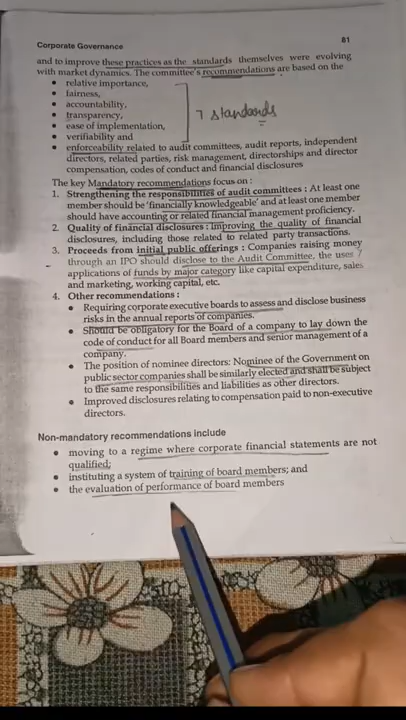 Corporate Governance
81
and to improve these practices as the standards themselves were evolving
with market dynamics. The committee's recommendations are based on the
• relative importance,
• fairness,
• accountability,
• transparency,
• ease of implementation,
• verifiability and
7 standards
• enforceability related to audit committees, audit reports, independent
directors, related parties, risk management, directorships and director
compensation, codes of conduct and financial disclosures
The key Mandatory recommendations focus on :
1. Strengthening the responsibilities of audit committees : At least one
member should be 'financially knowledgeable' and at least one member
should have accounting or related financial management proficiency.
2. Quality of financial disclosures : Improving the quality of financial
disclosures, including those related to related party transactions.
3. Proceeds from initial public offerings : Companies raising money
through an IPO should disclose to the Audit Committee, the uses /
applications of funds by major category like capital expenditure, sales
and marketing, working capital, etc.
4. Other recommendations :
• Requiring corporate executive boards to assess and disclose business
risks in the annual reports of companies.
• Should be obligatory for the Board of a company to lay down the
code of conduct for all Board members and senior management of a
company.
• The position of nominee directors: Nominee of the Government on
public sector companies shall be similarly elected and shall be subject
to the same responsibilities and liabilities as other directors.
• Improved disclosures relating to compensation paid to non-executive
directors.
Non-mandatory recommendations include
• moving to a regime where corporate financial statements are not
qualified;
• instituting a system of training of board members; and
• the evaluation of performance of board members